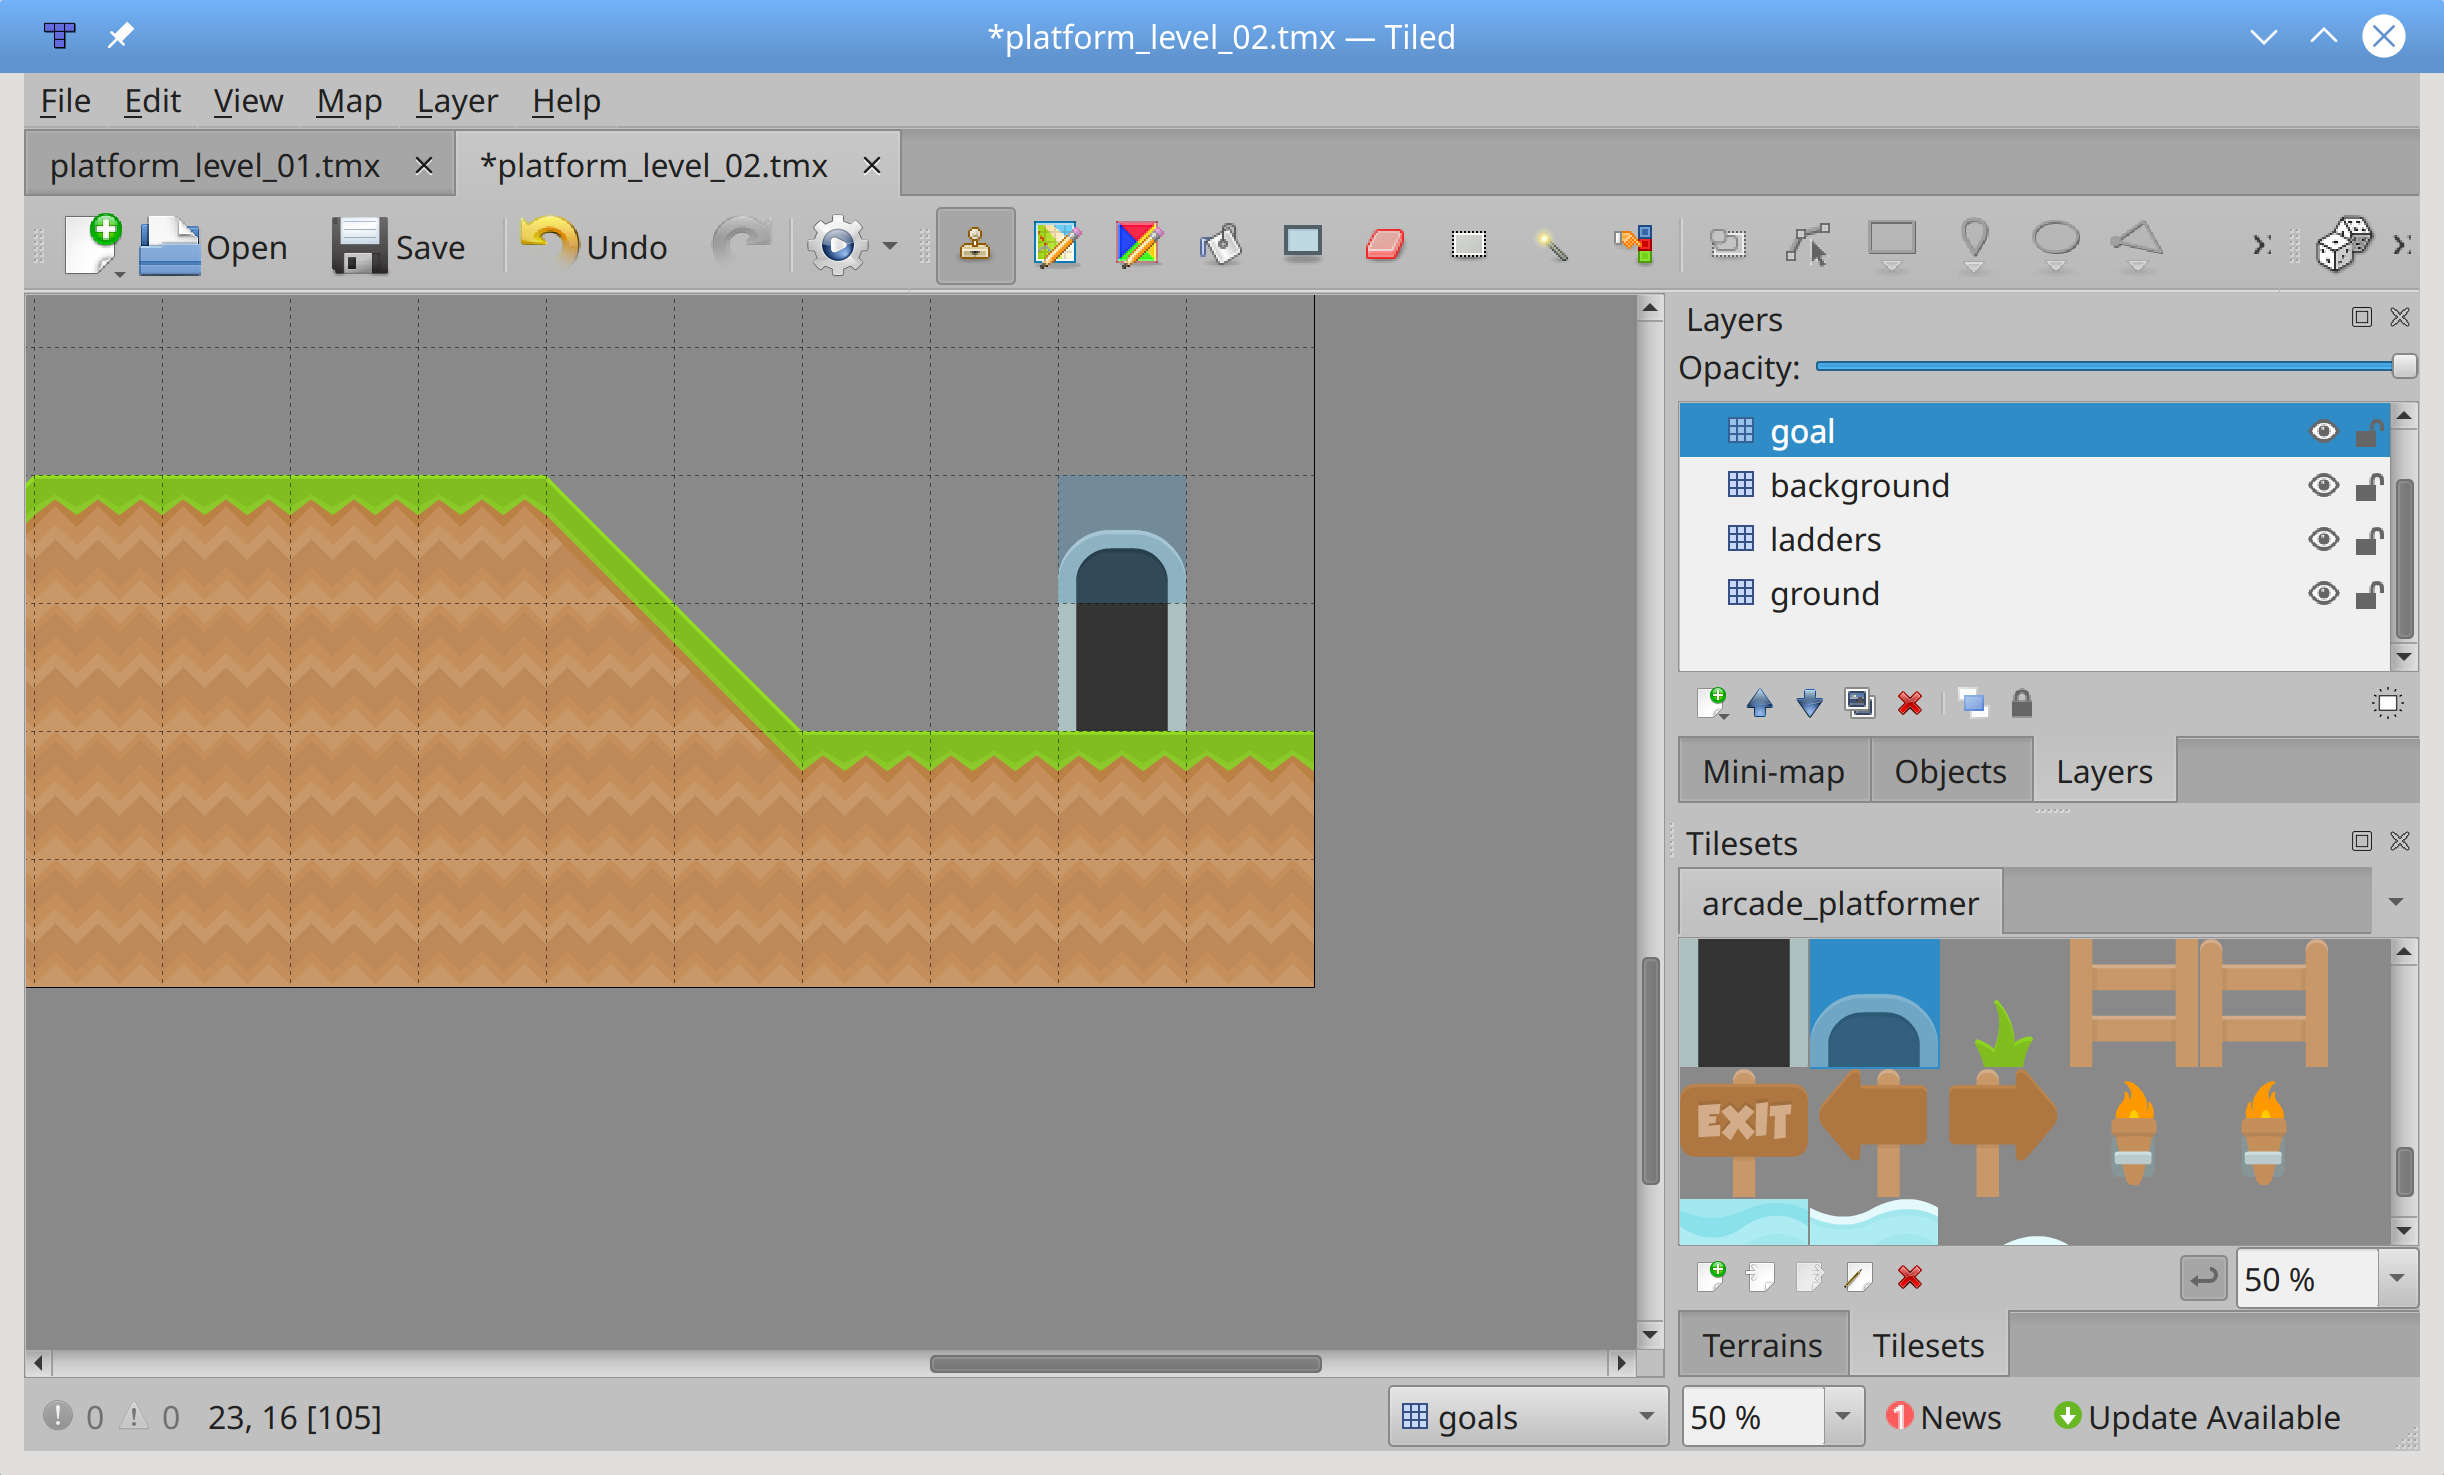 *platform_level_02.tmx — Tiled
File Edit View Map Layer Help
platform_level_01.tmx *platform_level_02.tmx
Open Save Undo
Layers
Opacity:
goal
background
ladders
ground
Mini-map Objects Layers
Tilesets
arcade_platformer
EXIT
50 %
Terrains Tilesets
0 0 23, 16 [105] goals 50 % 1 News Update Available